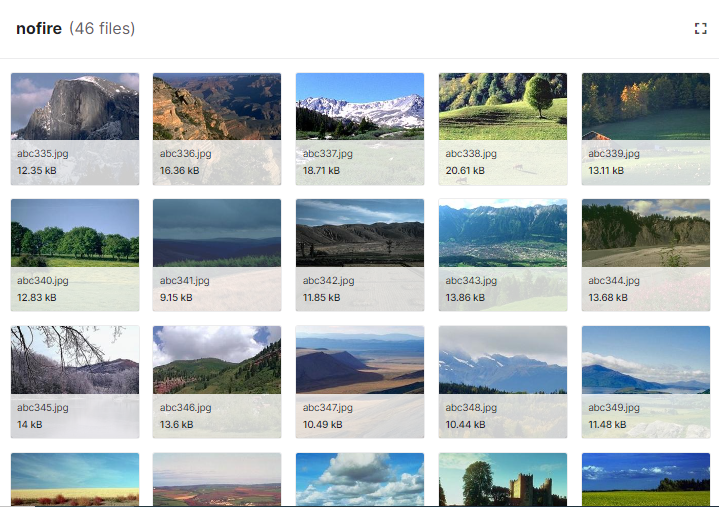 nofire (46 files)
abc335.jpg
12.35 kB
abc336.jpg
16.36 kB
abc337.jpg
18.71 kB
abc338.jpg
20.61 kB
abc339.jpg
13.11 kB
abc340.jpg
12.83 kB
abc341.jpg
9.15 kB
abc342.jpg
11.85 kB
abc343.jpg
13.86 kB
abc344.jpg
13.68 kB
abc345.jpg
14 kB
abc346.jpg
13.6 kB
abc347.jpg
10.49 kB
abc348.jpg
10.44 kB
abc349.jpg
11.48 kB